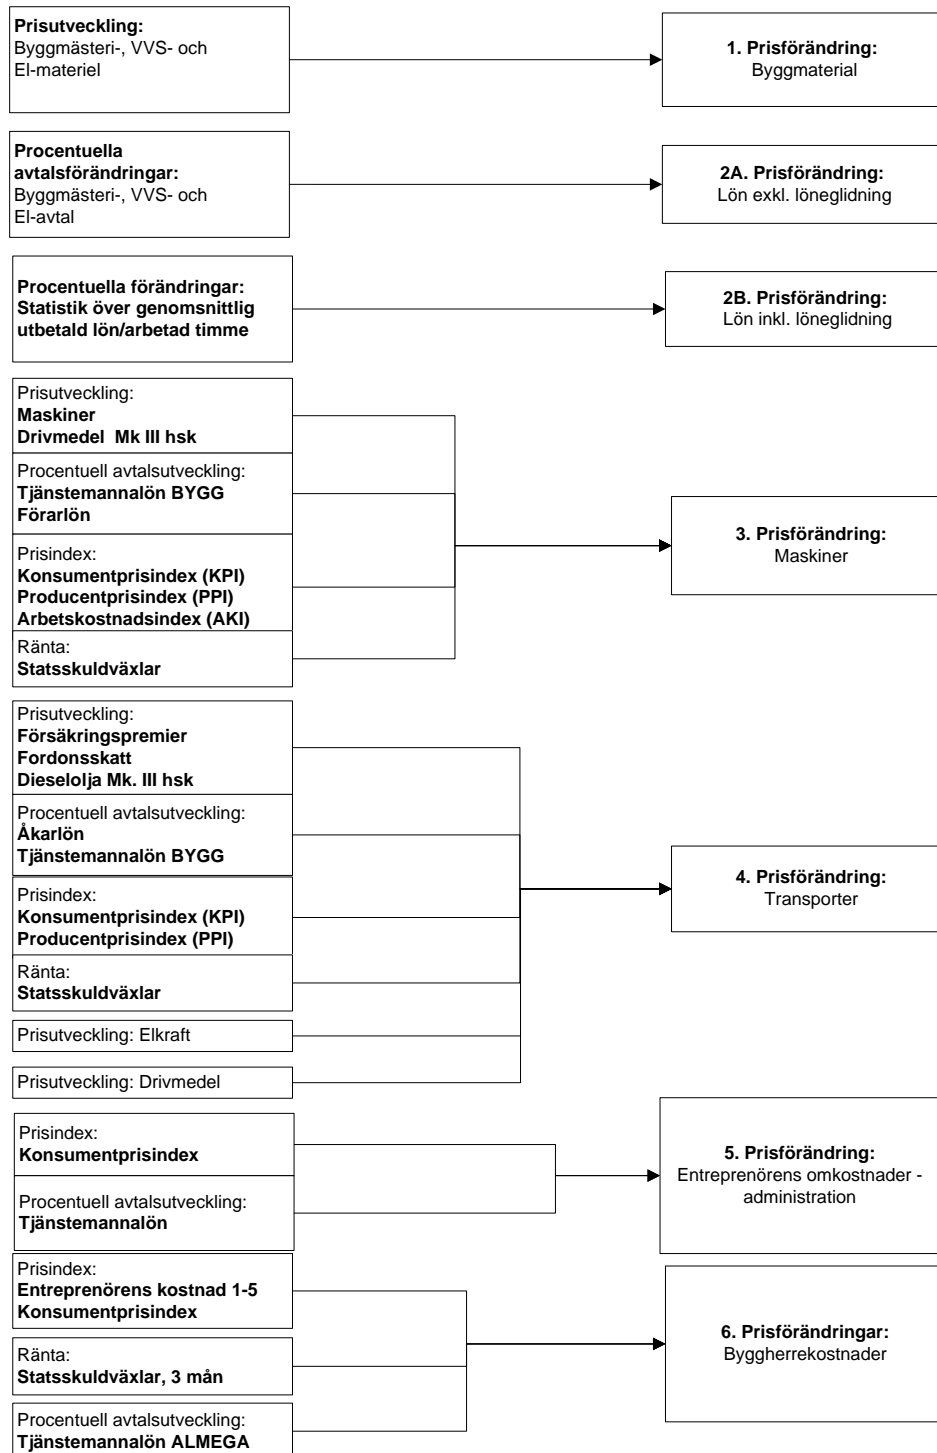 Prisutveckling:
Byggmästeri-, VVS- och
El-materiel
1. Prisförändring:
Byggmaterial
Procentuella
avtalsförändringar:
Byggmästeri-, VVS- och
El-avtal
2A. Prisförändring:
Lön exkl. löneglidning
Procentuella förändringar:
Statistik över genomsnittlig
utbetald lön/arbetad timme
2B. Prisförändring:
Lön inkl. löneglidning
Prisutveckling:
Maskiner
Drivmedel Mk III hsk
Procentuell avtalsutveckling:
Tjänstemannalön BYGG
Förarlön
Prisindex:
Konsumentprisindex (KPI)
Producentprisindex (PPI)
Arbetskostnadsindex (AKI)
Ränta:
Statsskuldväxlar
3. Prisförändring:
Maskiner
Prisutveckling:
Försäkringspremier
Fordonsskatt
Dieselolja Mk. III hsk
Procentuell avtalsutveckling:
Åkarlön
Tjänstemannalön BYGG
Prisindex:
Konsumentprisindex (KPI)
Producentprisindex (PPI)
Ränta:
Statsskuldväxlar
Prisutveckling: Elkraft
Prisutveckling: Drivmedel
4. Prisförändring:
Transporter
Prisindex:
Konsumentprisindex
Procentuell avtalsutveckling:
Tjänstemannalön
5. Prisförändring:
Entreprenörens omkostnader -
administration
Prisindex:
Entreprenörens kostnad 1-5
Konsumentprisindex
Ränta:
Statsskuldväxlar, 3 mån
Procentuell avtalsutveckling:
Tjänstemannalön ALMEGA
6. Prisförändringar:
Byggherrekostnader